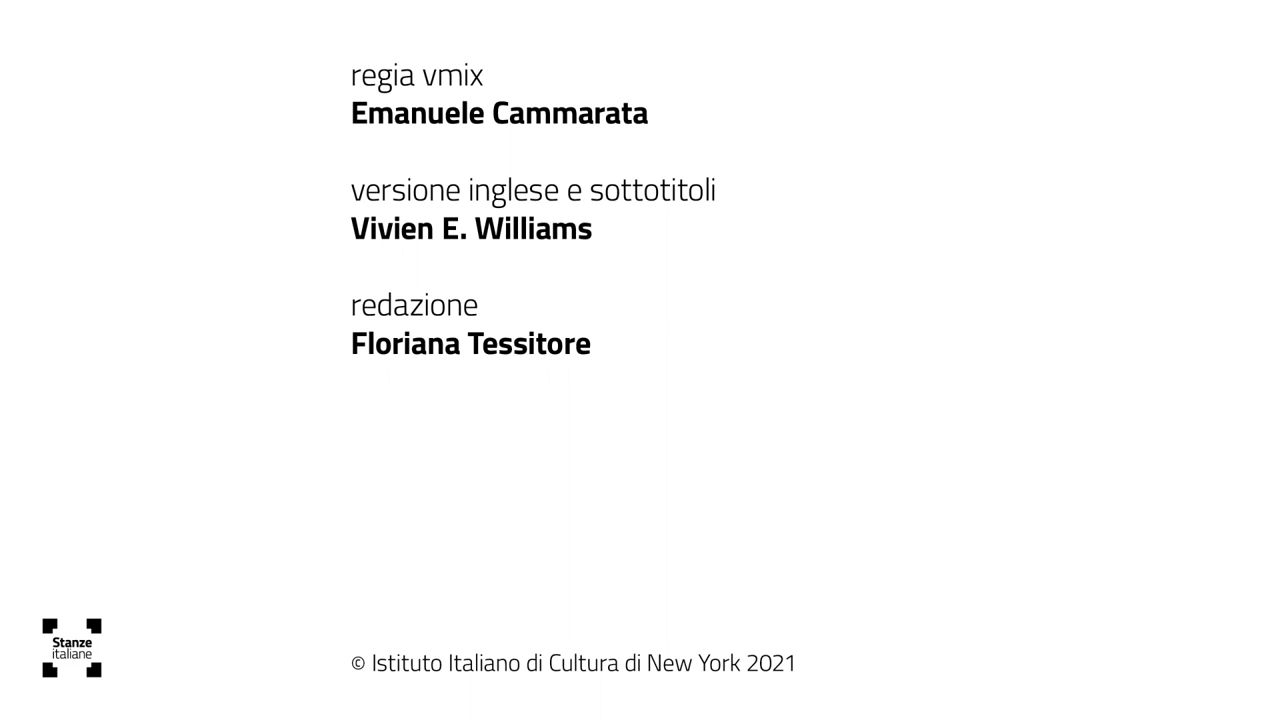 regia vmix
Emanuele Cammarata
versione inglese e sottotitoli
Vivien E. Williams
redazione
Floriana Tessitore
Stanze
italiane
© Istituto Italiano di Cultura di New York 2021